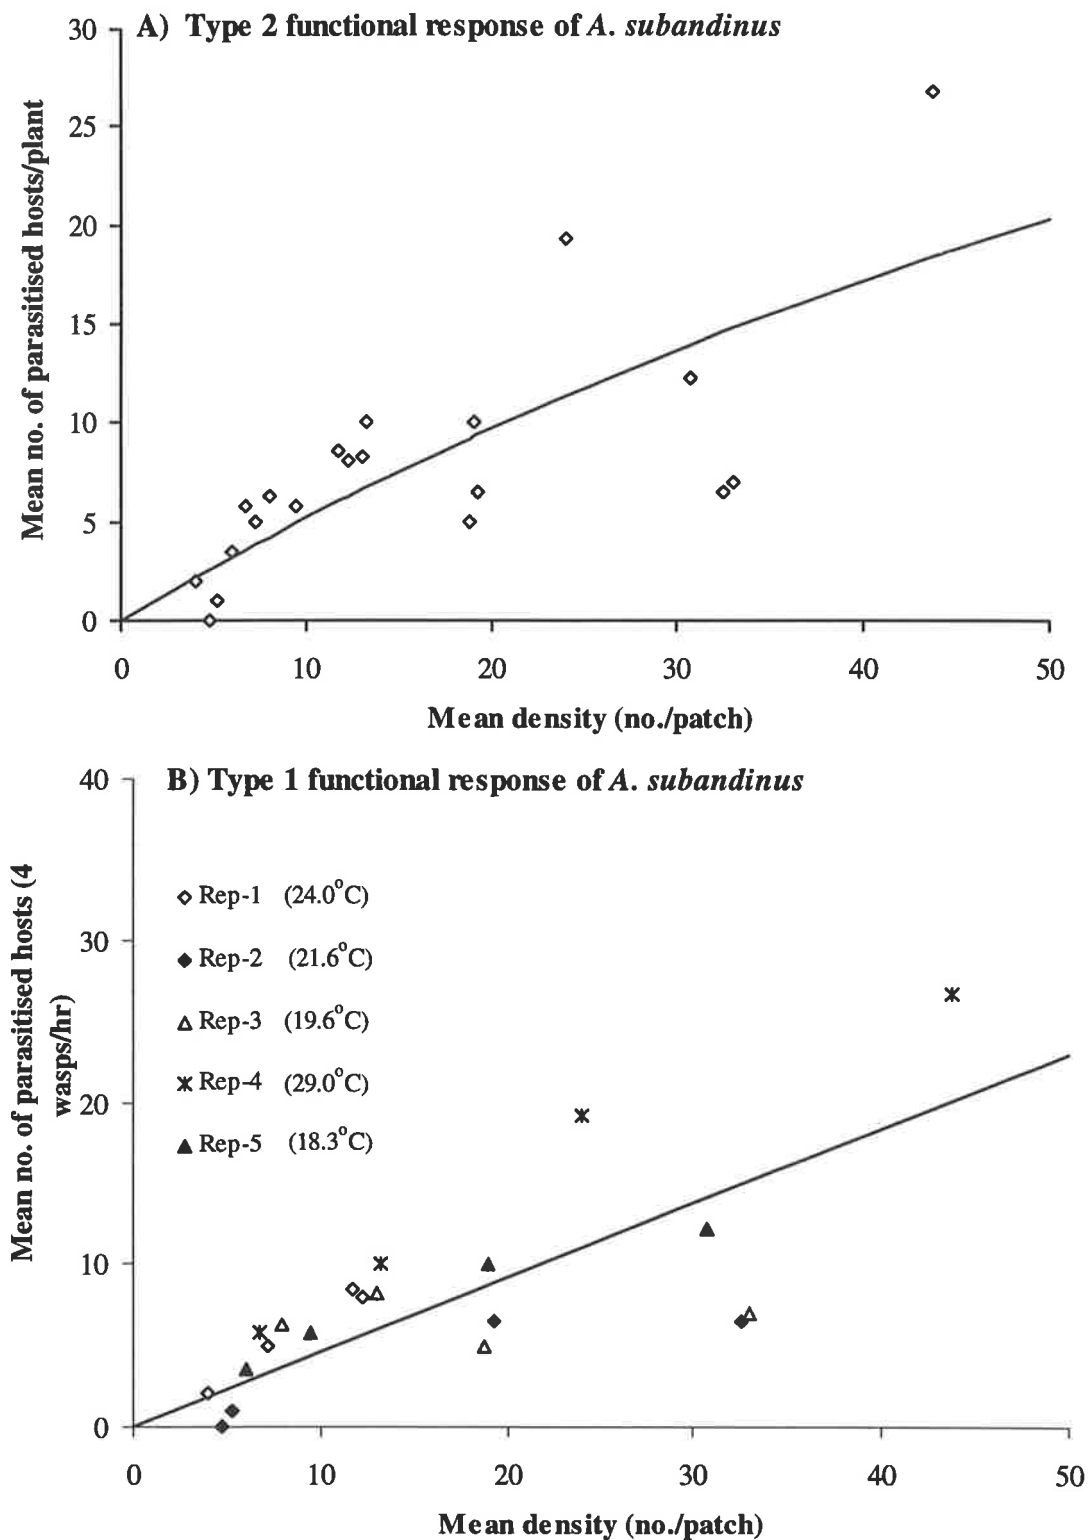 A) Type 2 functional response of A. subandinus
Mean no. of parasitised hosts/plant
30
25
20
15
10
5
0
0 10 20 30 40 50
Mean density (no./patch)
B) Type 1 functional response of A. subandinus
Mean no. of parasitised hosts (4
wasps/hr)
40
30
20
10
0
Rep-1 (24.0°C)
Rep-2 (21.6°C)
Rep-3 (19.6°C)
Rep-4 (29.0°C)
Rep-5 (18.3°C)
0 10 20 30 40 50
Mean density (no./patch)